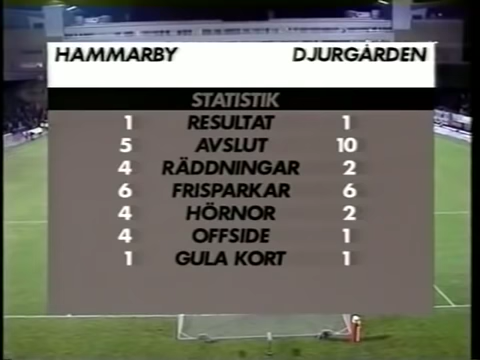 HAMMARBY DJURGÅRDEN
STATISTIK
1 RESULTAT 1
5 AVSLUT 10
4 RÄDDNINGAR 2
6 FRISPARKAR 6
4 HÖRNOR 2
4 OFFSIDE 1
1 GULA KORT 1